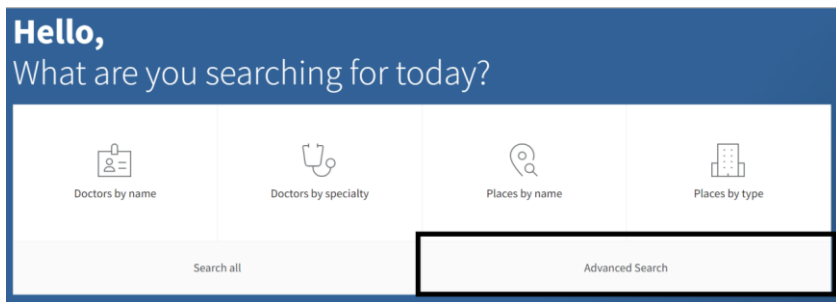 Hello,
What are you searching for today?
Doctors by name
Doctors by specialty
Places by name
Places by type
Search all
Advanced Search